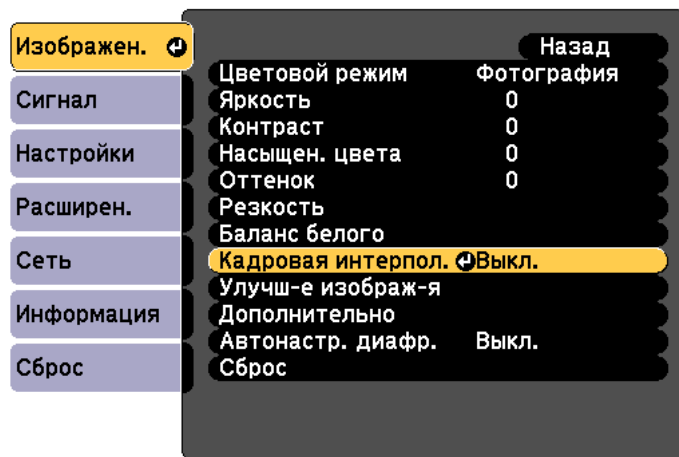 Изображен.
Сигнал
Настройки
Расширен.
Сеть
Информация
Сброс
Назад
Цветовой режим Фотография
Яркость 0
Контраст 0
Насыщен. цвета 0
Оттенок 0
Резкость
Баланс белого
Кадровая интерпол. Выкл.
Улучш-е изображ-я
Дополнительно
Автонастр. диафр. Выкл.
Сброс